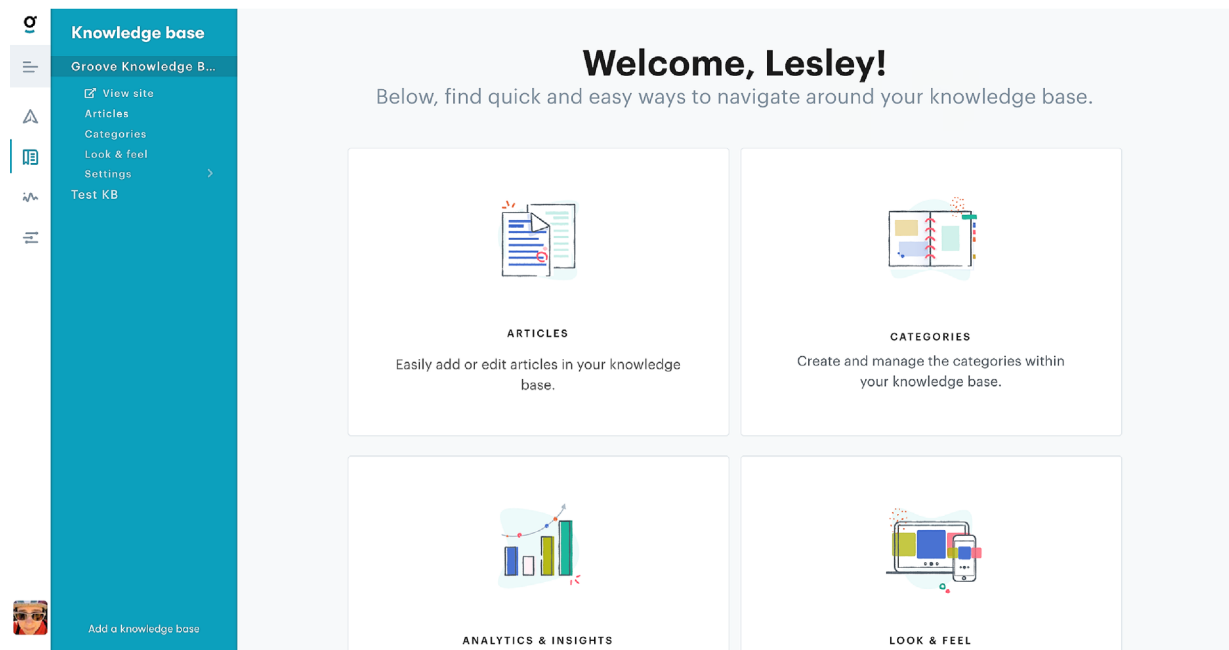 g
Knowledge base
Groove Knowledge B...
View site
Articles
Categories
Look & feel
Settings
Test KB
Add a knowledge base
Welcome, Lesley!
Below, find quick and easy ways to navigate around your knowledge base.
ARTICLES
Easily add or edit articles in your knowledge
base.
CATEGORIES
Create and manage the categories within
your knowledge base.
ANALYTICS & INSIGHTS
LOOK & FEEL